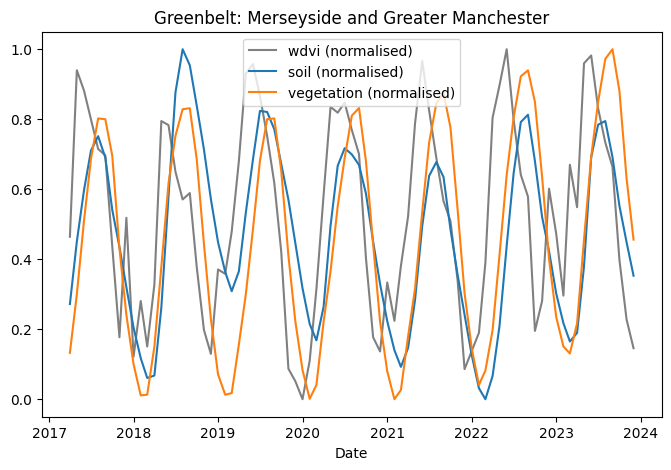 Greenbelt: Merseyside and Greater Manchester
wdvi (normalised)
soil (normalised)
vegetation (normalised)
1.0
0.8
0.6
0.4
0.2
0.0
2017 2018 2019 2020 2021 2022 2023 2024
Date